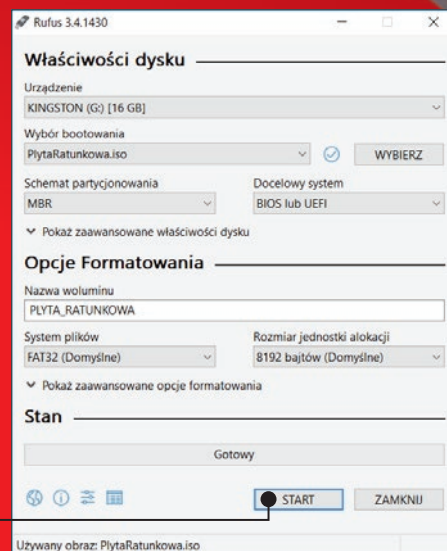 Rufus 3.4.1430
Właściwości dysku
Urządzenie
KINGSTON (G:) [16 GB]
Wybór bootowania
PlytaRatunkowa.iso WYBIERZ
Schemat partycjonowania Docelowy system
MBR BIOS lub UEFI
Pokaż zaawansowane właściwości dysku
Opcje Formatowania
Nazwa woluminu
PLYTA_RATUNKOWA
System plików Rozmiar jednostki alokacji
FAT32 (Domyślne) 8192 bajtów (Domyślne)
Pokaż zaawansowane opcje formatowania
Stan
Gotowy
START ZAMKNIJ
Używany obraz: PlytaRatunkowa.iso